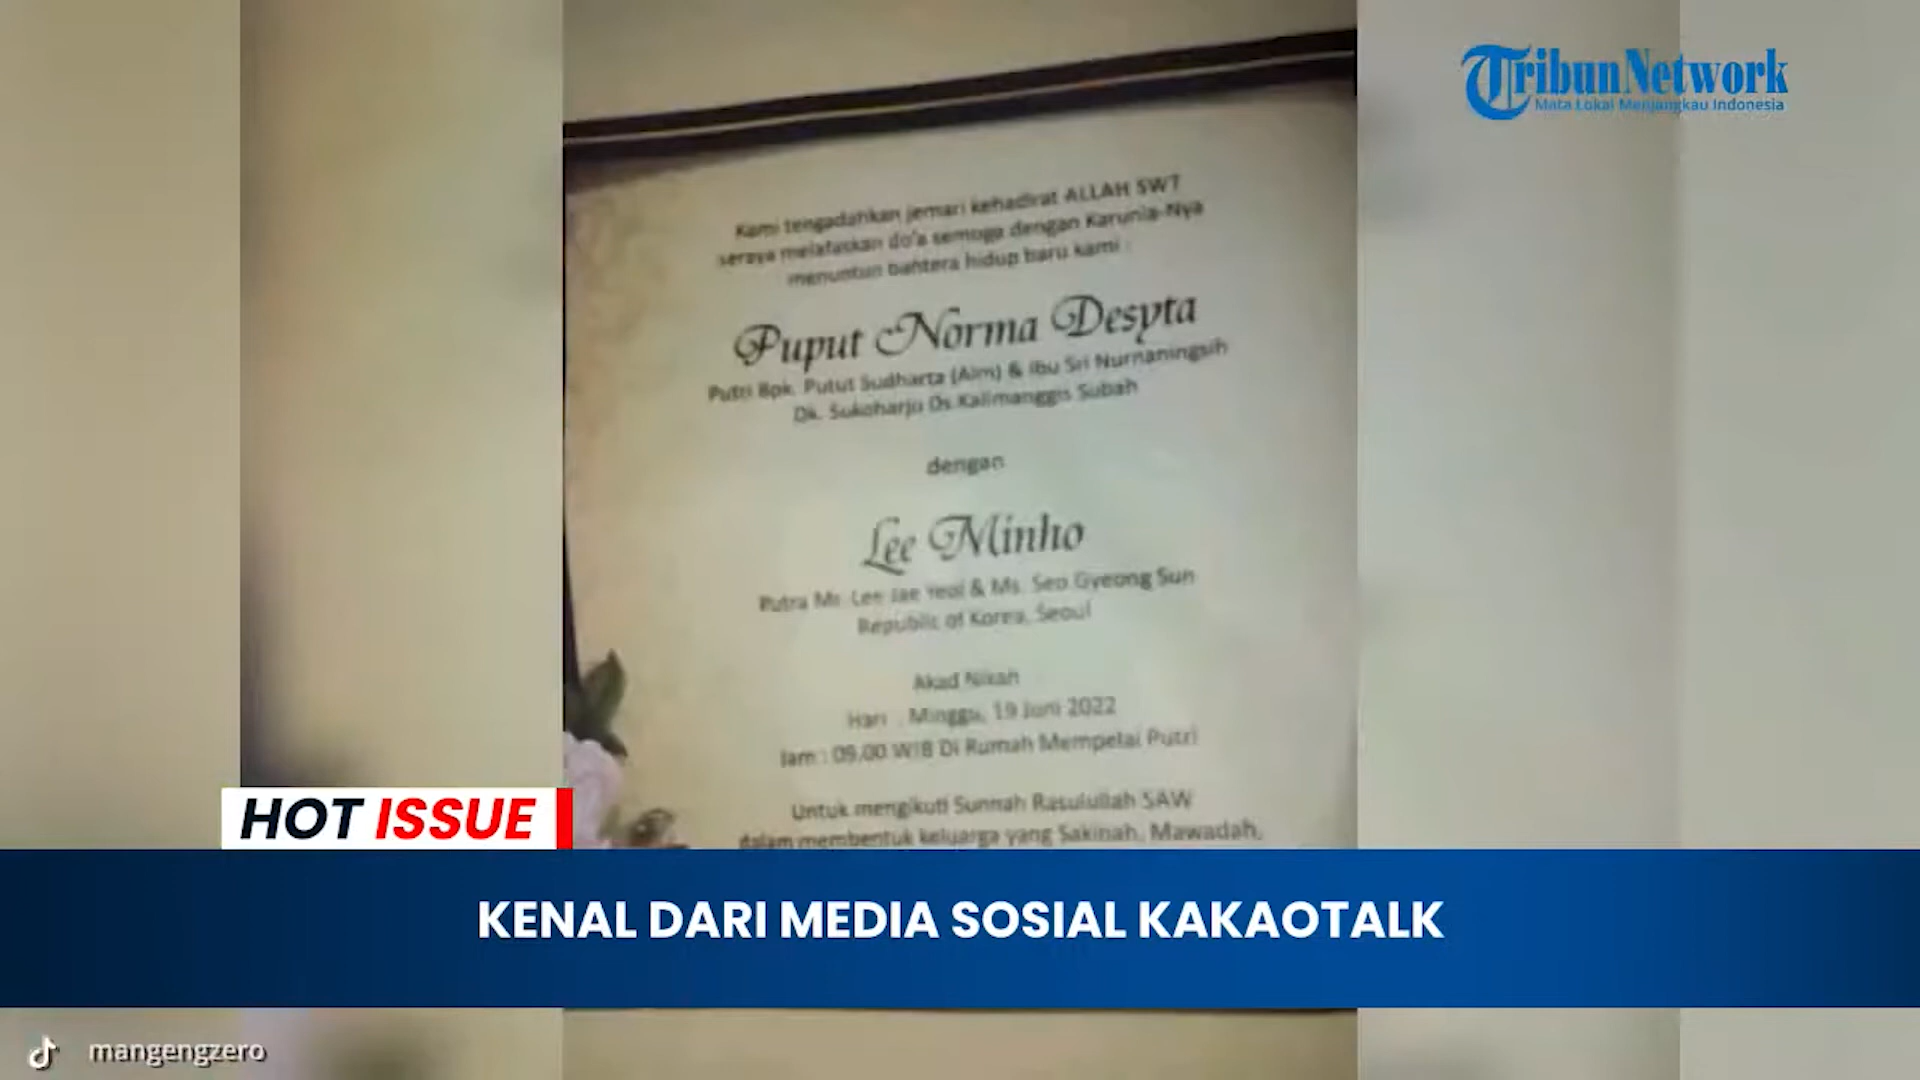 TribunNetwork
Mata Lokal Menjangkau Indonesia
Kami tengadahkan jemari kehadirat ALLAH SWT
seraya melafaskan do'a semoga dengan Karunia-Nya
menuntun bahtera hidup baru kami :
Puput Norma Desyta
Putri Bpk. Putut Sudharta (Alm) & Ibu Sri Nurnaningsih
Dk. Sukoharjo Ds.Kalimanggis Subah
dengan
Lee Minho
Putra Mr. Lee Jae Yeol & Ms. Seo Gyeong Sun
Republic of Korea, Seoul
Akad Nikah
Hari : Minggu, 19 Juni 2022
Jam : 09.00 WIB Di Rumah Mempelai Putri
Untuk mengikuti Sunnah Rasulullah SAW
dalam membentuk keluarga yang Sakinah, Mawadah,
HOT ISSUE
KENAL DARI MEDIA SOSIAL KAKAOTALK
mangengzero